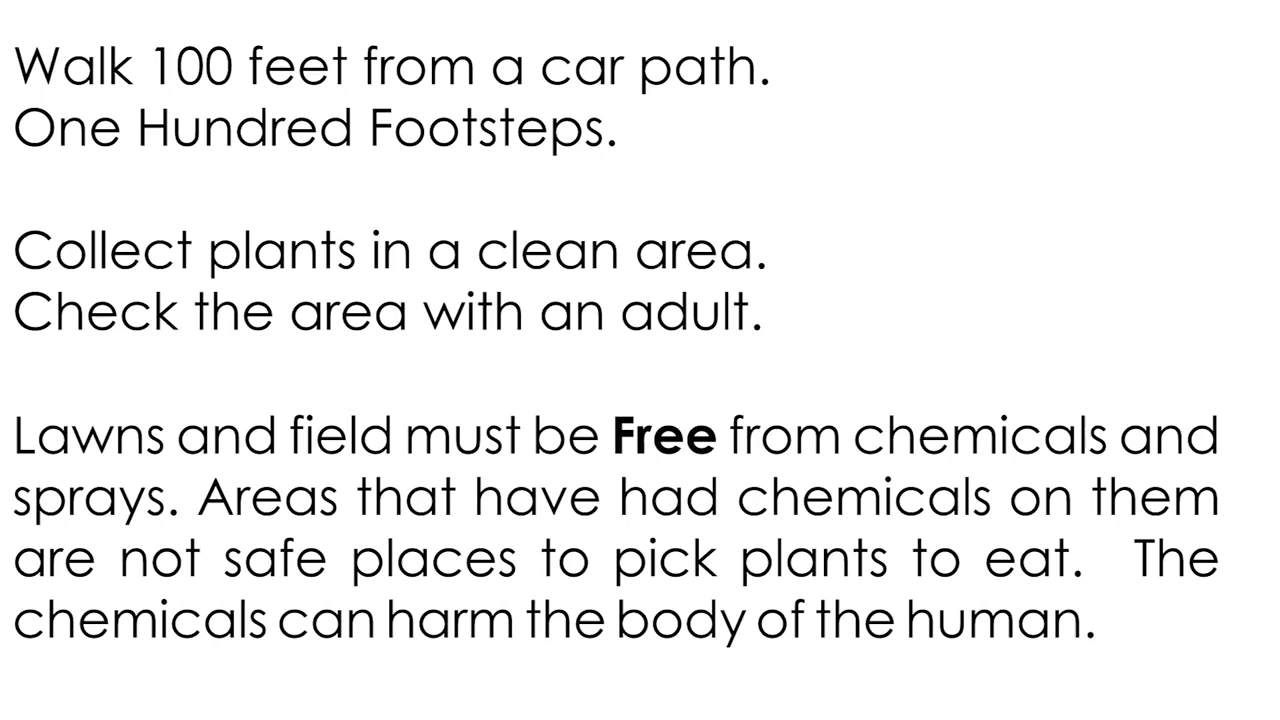 Walk 100 feet from a car path.
One Hundred Footsteps.
Collect plants in a clean area.
Check the area with an adult.
Lawns and field must be Free from chemicals and
sprays. Areas that have had chemicals on them
are not safe places to pick plants to eat. The
chemicals can harm the body of the human.